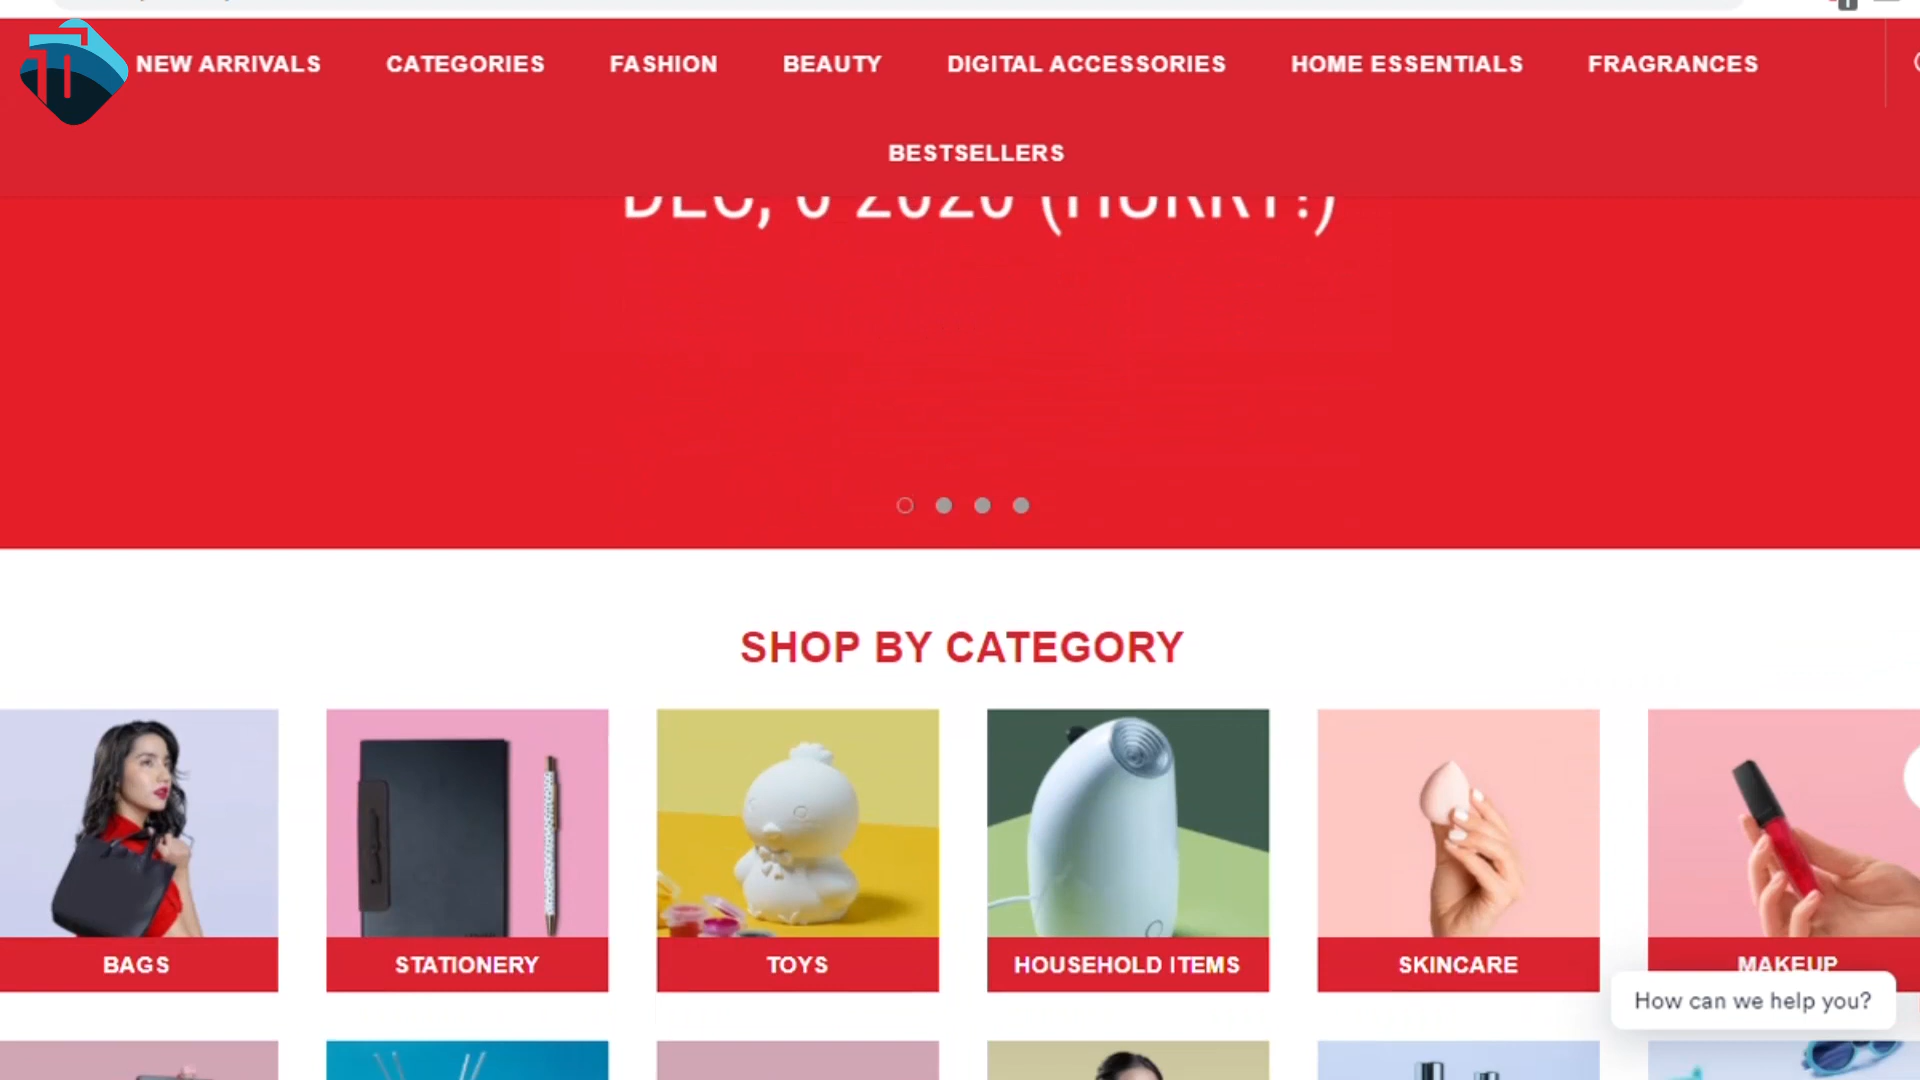 NEW ARRIVALS CATEGORIES FASHION BEAUTY DIGITAL ACCESSORIES HOME ESSENTIALS FRAGRANCES
BESTSELLERS
DEC, 6 2020 (HURRY!)
SHOP BY CATEGORY
BAGS STATIONERY TOYS HOUSEHOLD ITEMS SKINCARE MAKEUP
How can we help you?